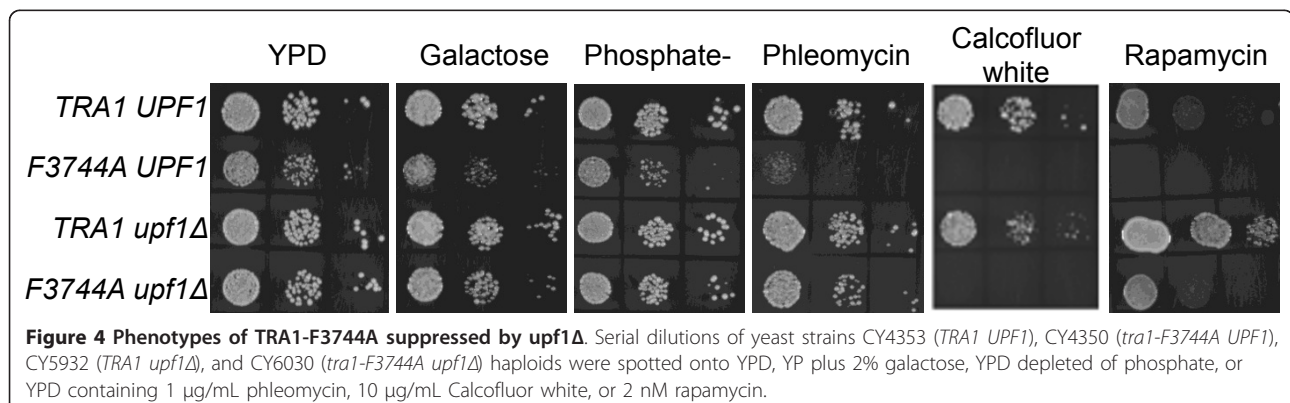 YPD Galactose Phosphate- Phleomycin Calcofluor white Rapamycin
TRA1 UPF1
F3744A UPF1
TRA1 upf1Δ
F3744A upf1Δ
Figure 4 Phenotypes of TRA1-F3744A suppressed by upf1Δ. Serial dilutions of yeast strains CY4353 (TRA1 UPF1), CY4350 (tra1-F3744A UPF1),
CY5932 (TRA1 upf1Δ), and CY6030 (tra1-F3744A upf1Δ) haploids were spotted onto YPD, YP plus 2% galactose, YPD depleted of phosphate, or
YPD containing 1 μg/mL phleomycin, 10 μg/mL Calcofluor white, or 2 nM rapamycin.